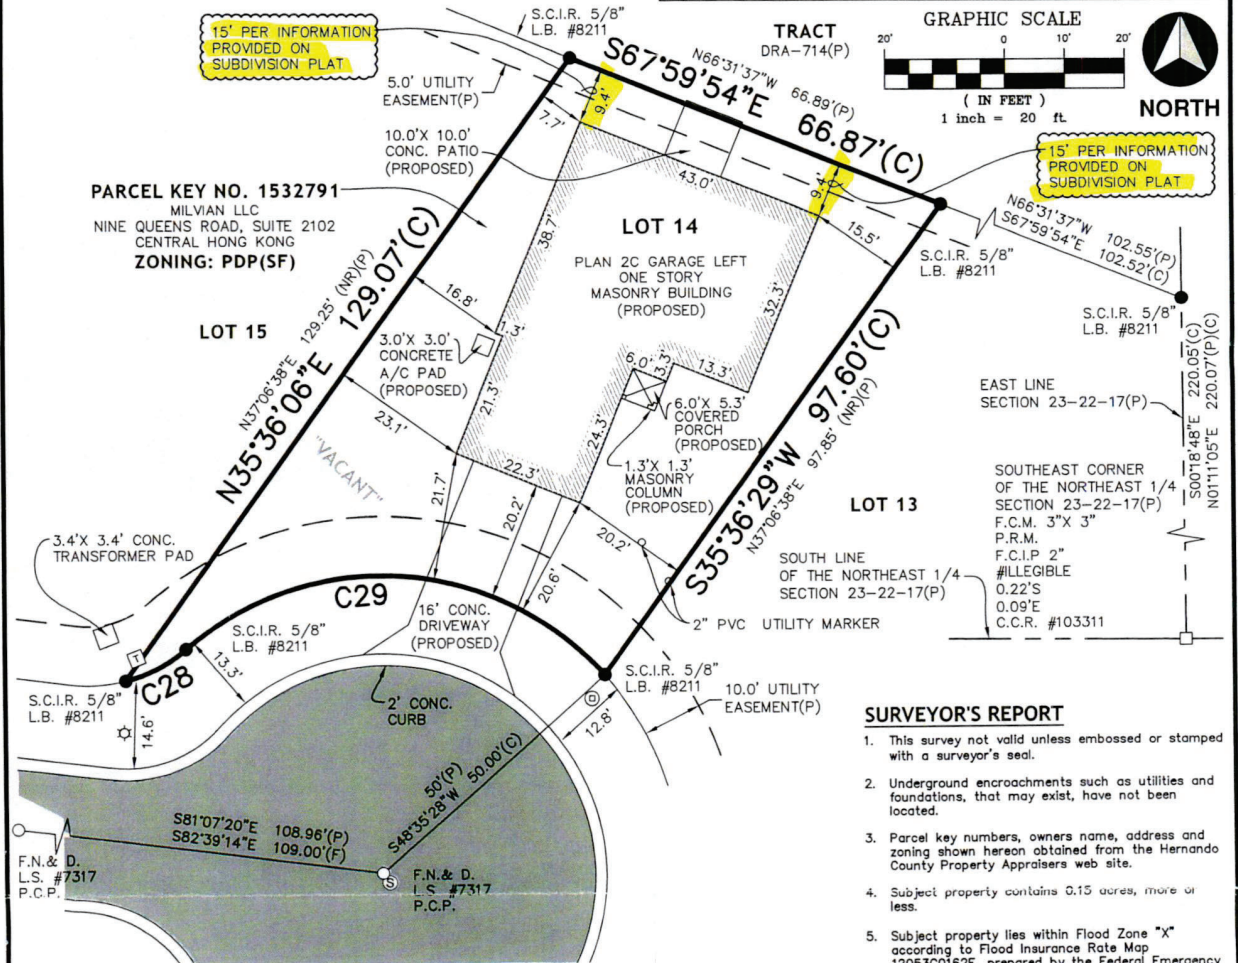 15' PER INFORMATION
PROVIDED ON
SUBDIVISION PLAT
S.C.I.R. 5/8"
L.B. #8211
TRACT
DRA-714(P)
GRAPHIC SCALE
20' 0 10' 20'
( IN FEET )
1 inch = 20 ft.
NORTH
5.0' UTILITY
EASEMENT(P)
S67°59'54"E 66.87'(C)
N66°31'37"W 66.89'(P)
9.4'
7.7'
10.0'X 10.0'
CONC. PATIO
(PROPOSED)
43.0'
9.4'
15' PER INFORMATION
PROVIDED ON
SUBDIVISION PLAT
PARCEL KEY NO. 1532791
MILVIAN LLC
NINE QUEENS ROAD, SUITE 2102
CENTRAL HONG KONG
ZONING: PDP(SF)
LOT 14
PLAN 2C GARAGE LEFT
ONE STORY
MASONRY BUILDING
(PROPOSED)
38.7'
15.5'
32.3'
N66°31'37"W 102.55'(P)
S67°59'54"E 102.52'(C)
S.C.I.R. 5/8"
L.B. #8211
S.C.I.R. 5/8"
L.B. #8211
LOT 15
N37°06'38"E 129.25' (NR)(P)
N35°36'06"E 129.07'(C)
16.8'
1.3'
3.0'X 3.0'
CONCRETE
A/C PAD
(PROPOSED)
6.0'
3.3'
13.3'
21.3'
24.3'
6.0'X 5.3'
COVERED
PORCH
(PROPOSED)
1.3'X 1.3'
MASONRY
COLUMN
(PROPOSED)
S35°36'29"W 97.60'(C)
N37°06'38"E 97.85' (NR)(P)
EAST LINE
SECTION 23-22-17(P)
S00°18'48"E 220.05'(C)
N01°11'05"E 220.07'(P)(C)
23.1'
"VACANT"
22.3'
21.7'
20.2'
20.6'
20.2'
LOT 13
SOUTHEAST CORNER
OF THE NORTHEAST 1/4
SECTION 23-22-17(P)
F.C.M. 3"X 3"
P.R.M.
F.C.I.P 2"
#ILLEGIBLE
0.22'S
0.09'E
C.C.R. #103311
SOUTH LINE
OF THE NORTHEAST 1/4
SECTION 23-22-17(P)
2" PVC UTILITY MARKER
3.4'X 3.4' CONC.
TRANSFORMER PAD
C29
16' CONC.
DRIVEWAY
(PROPOSED)
S.C.I.R. 5/8"
L.B. #8211
T
C28
13.3'
S.C.I.R. 5/8"
L.B. #8211
14.6'
2' CONC.
CURB
S.C.I.R. 5/8"
L.B. #8211
10.0' UTILITY
EASEMENT(P)
12.8'
50'(P)
S48°35'28"W 50.00'(C)
S81°07'20"E 108.96'(P)
S82°39'14"E 109.00'(F)
F.N.& D.
L.S. #7317
P.C.P.
S
F.N.& D.
L.S. #7317
P.C.P.
SURVEYOR'S REPORT
1. This survey not valid unless embossed or stamped
with a surveyor's seal.
2. Underground encroachments such as utilities and
foundations, that may exist, have not been
located.
3. Parcel key numbers, owners name, address and
zoning shown hereon obtained from the Hernando
County Property Appraisers web site.
4. Subject property contains 0.15 acres, more or
less.
5. Subject property lies within Flood Zone "X"
according to Flood Insurance Rate Map
prepared by the Federal Emergency